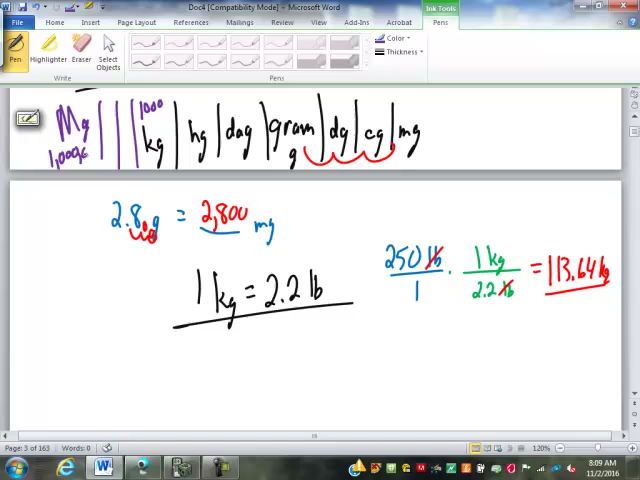 Doc4 [Compatibility Mode] - Microsoft Word
Ink Tools
File Home Insert Page Layout References Mailings Review View Add-Ins Acrobat Pens
Pen Highlighter Eraser Select Objects
Color
Thickness
Write Pens
Mg 1000 kg hg dag gram dg cg mg
g
2.8 g = 2,800 mg
250 lb · 1 kg = 113.64 kg
1 2.2 lb
1 kg = 2.2 lb
Page: 3 of 163 Words: 0 120%
8:09 AM
11/2/2016